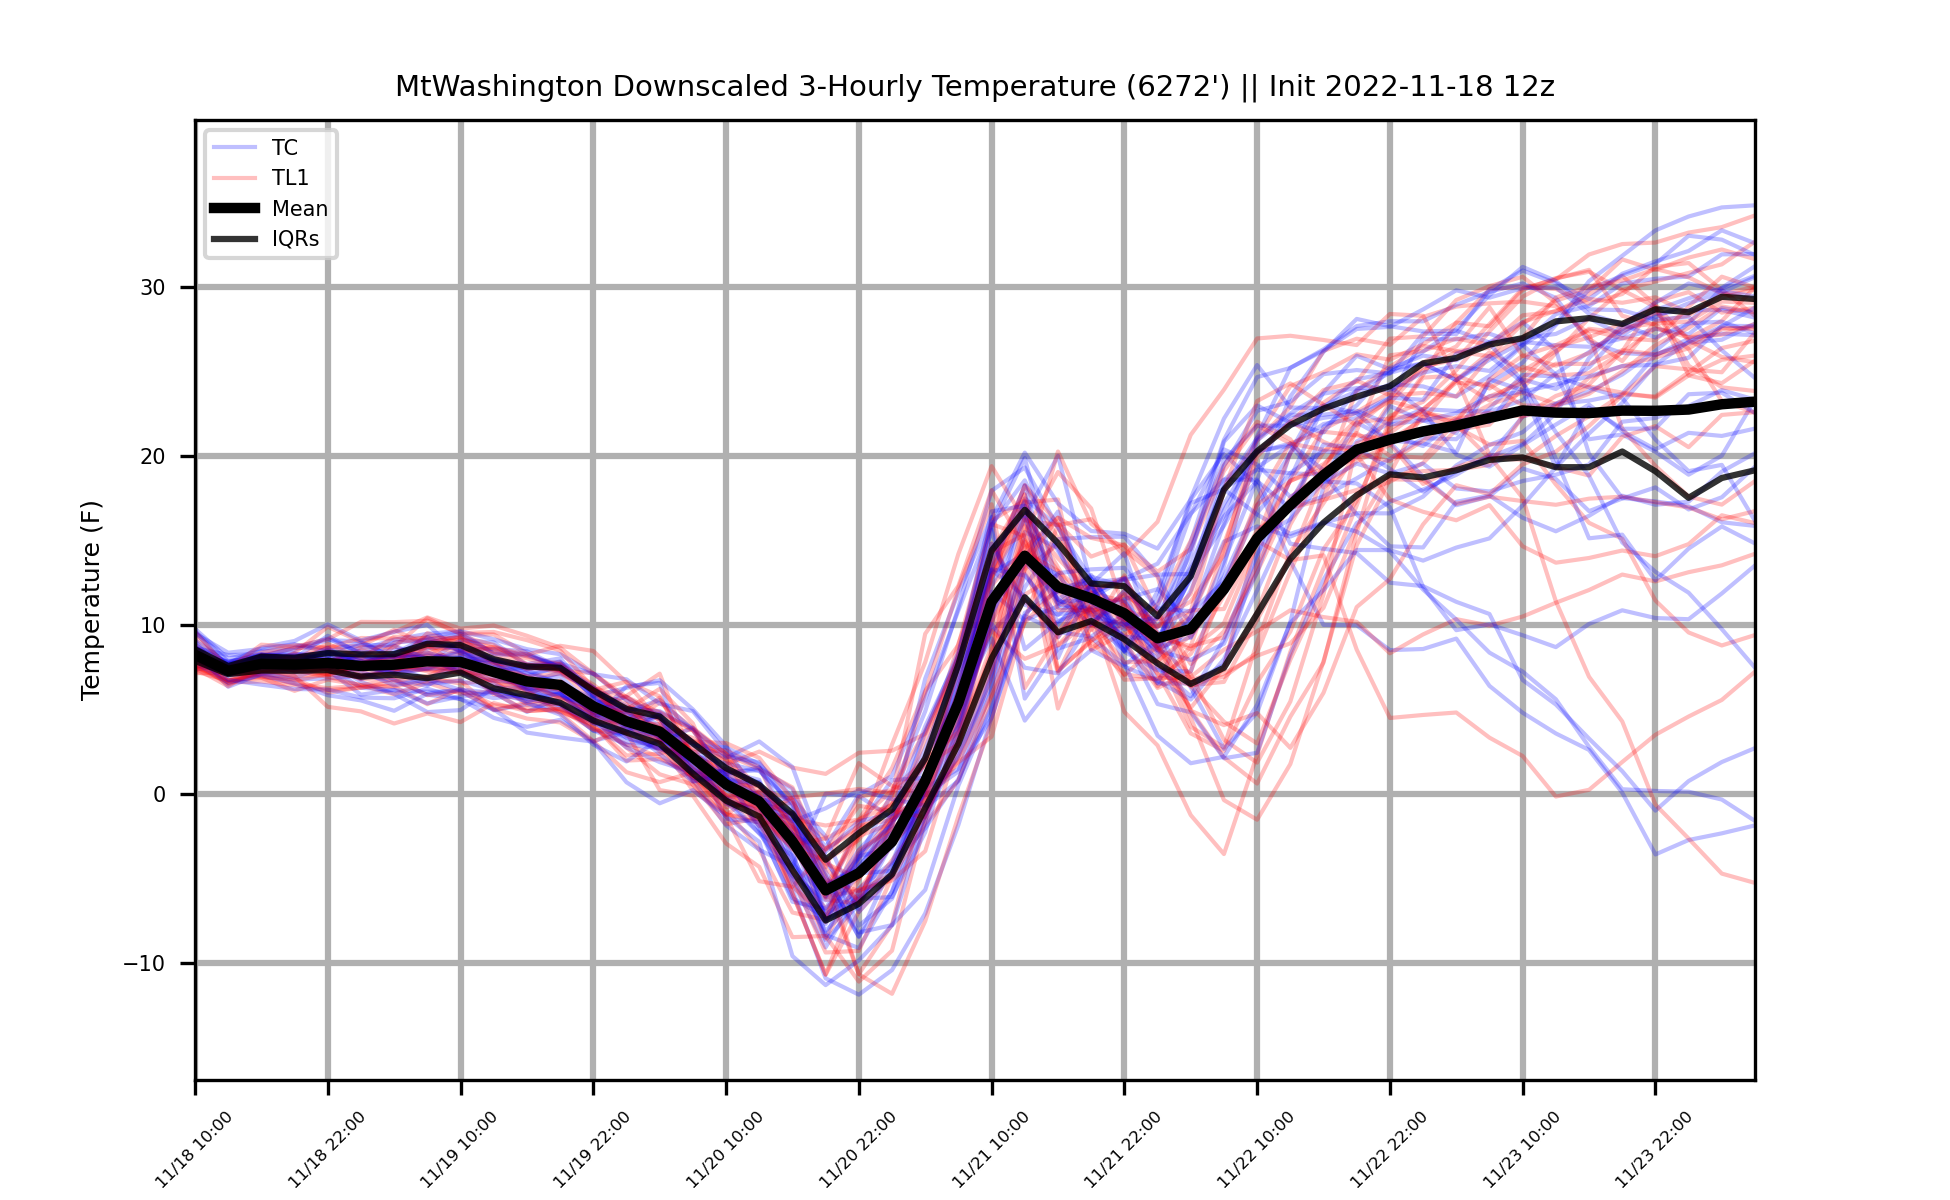 MtWashington Downscaled 3-Hourly Temperature (6272') || Init 2022-11-18 12z
TC
TL1
Mean
IQRs
Temperature (F)
30
20
10
0
−10
11/18 10:00
11/18 22:00
11/19 10:00
11/19 22:00
11/20 10:00
11/20 22:00
11/21 10:00
11/21 22:00
11/22 10:00
11/22 22:00
11/23 10:00
11/23 22:00